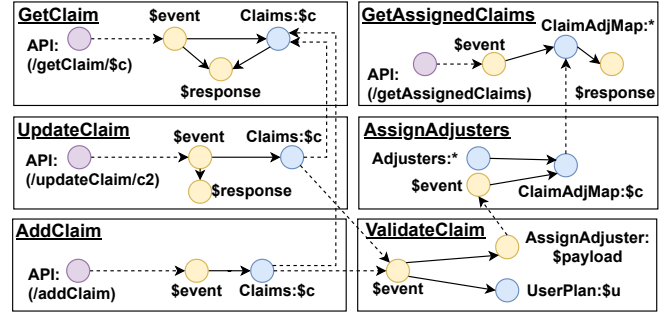 GetClaim
$event
Claims:$c
API:
(/getClaim/$c)
$response
GetAssignedClaims
ClaimAdjMap:*
$event
API:
(/getAssignedClaims)
$response
UpdateClaim
$event
Claims:$c
API:
(/updateClaim/c2)
$response
AssignAdjusters
Adjusters:*
$event
ClaimAdjMap:$c
AddClaim
API:
(/addClaim)
$event
Claims:$c
ValidateClaim
AssignAdjuster:
$payload
$event
UserPlan:$u